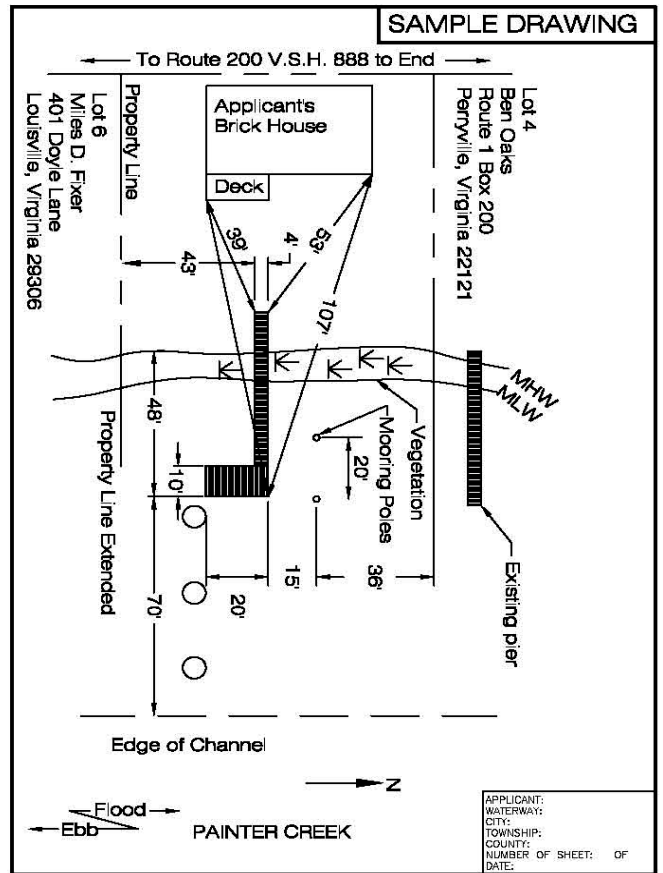 SAMPLE DRAWING
To Route 200 V.S.H. 888 to End
Property Line
Lot 6
Miles D. Fixer
401 Doyle Lane
Louisville, Virginia 29306
Applicant's
Brick House
Deck
Lot 4
Ben Oaks
Route 1 Box 200
Perryville, Virginia 22121
39'
4'
53'
43'
107'
MHW
MLW
48'
10'
Vegetation
Mooring Poles
20'
Property Line Extended
70'
20'
15'
36'
Existing pier
Edge of Channel
N
Flood
Ebb
PAINTER CREEK
APPLICANT:
WATERWAY:
CITY:
TOWNSHIP:
COUNTY:
NUMBER OF SHEET: OF
DATE: